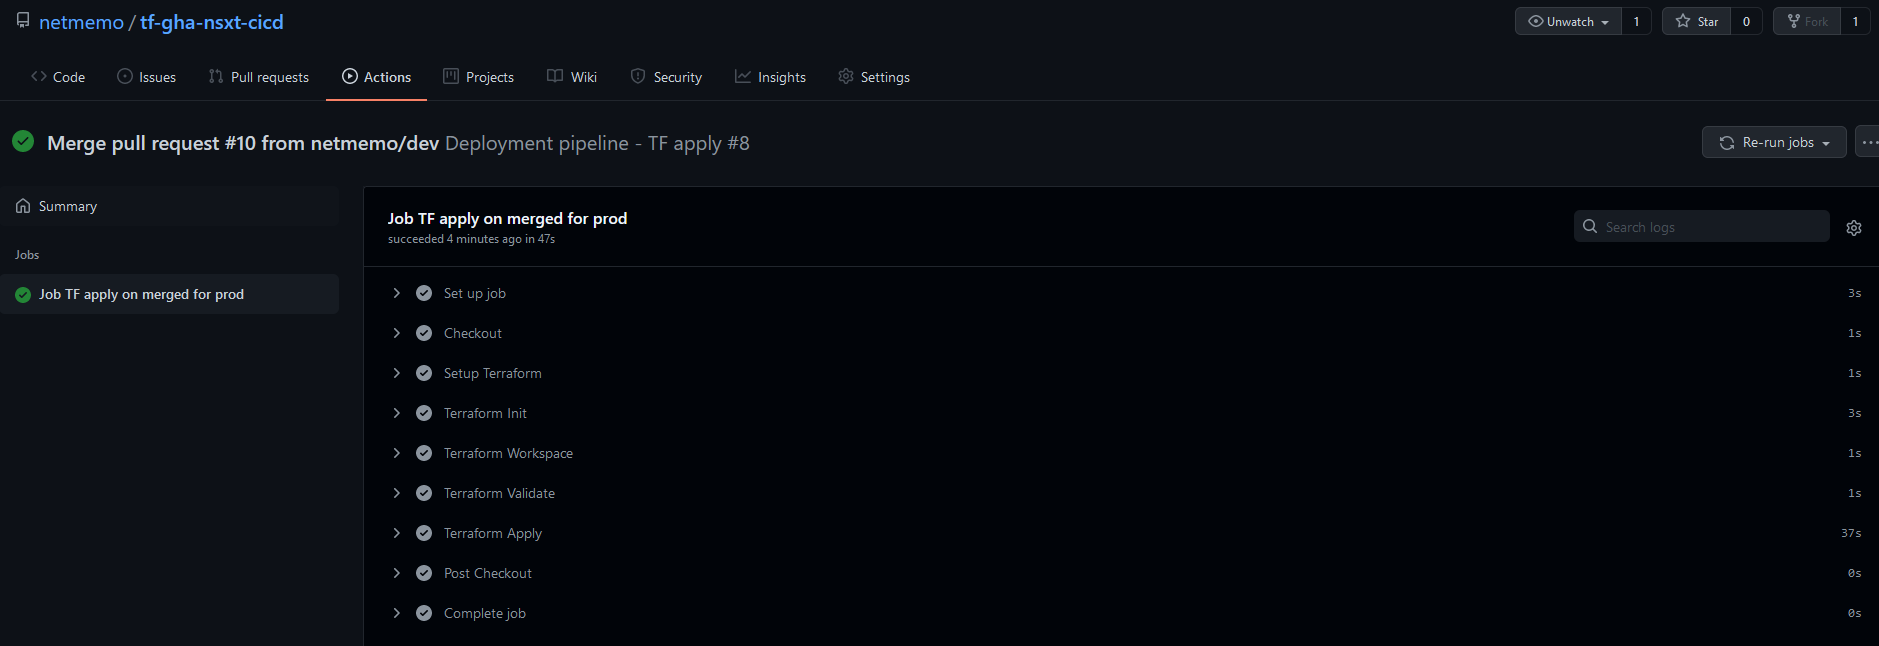 netmemo / tf-gha-nsxt-cicd
Unwatch 1 Star 0 Fork 1
Code Issues Pull requests Actions Projects Wiki Security Insights Settings
Merge pull request #10 from netmemo/dev Deployment pipeline - TF apply #8
Re-run jobs ...
Summary
Jobs
Job TF apply on merged for prod
Job TF apply on merged for prod
succeeded 4 minutes ago in 47s
Search logs
Set up job 3s
Checkout 1s
Setup Terraform 1s
Terraform Init 3s
Terraform Workspace 1s
Terraform Validate 1s
Terraform Apply 37s
Post Checkout 0s
Complete job 0s